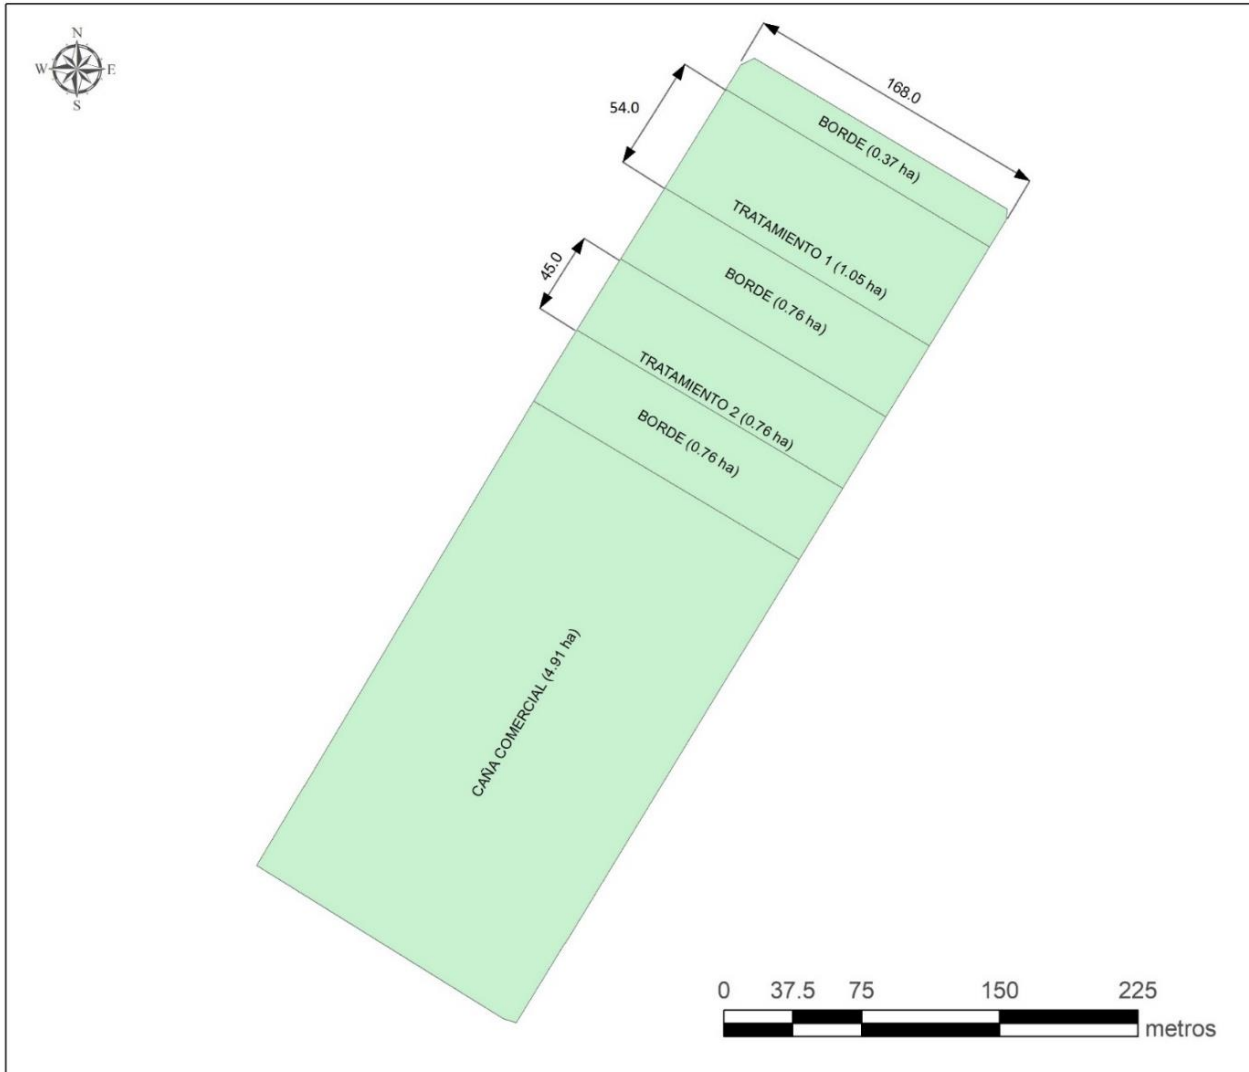 N
W E
S
168.0
54.0
BORDE (0.37 ha)
TRATAMIENTO 1 (1.05 ha)
45.0
BORDE (0.76 ha)
TRATAMIENTO 2 (0.76 ha)
BORDE (0.76 ha)
CAÑA COMERCIAL (4.91 ha)
0 37.5 75 150 225
metros